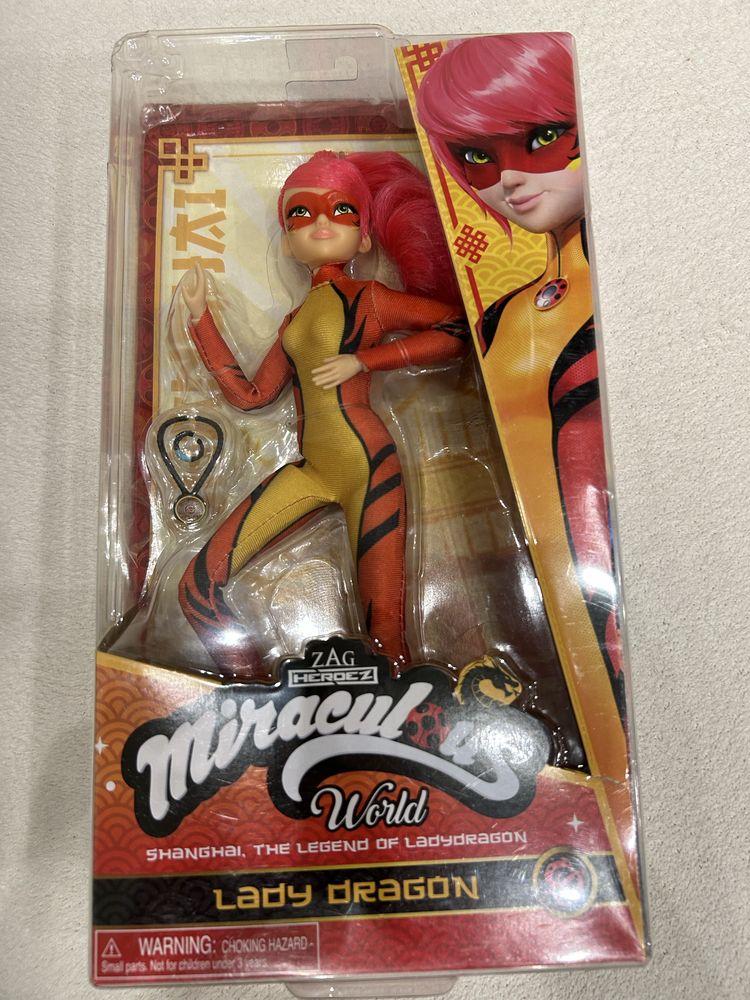 ZAG
HEROEZ
Miraculous
World
SHANGHAI, THE LEGEND OF LADYDRAGON
LADY DRAGON
WARNING: CHOKING HAZARD-
Small parts. Not for children under 3 years.